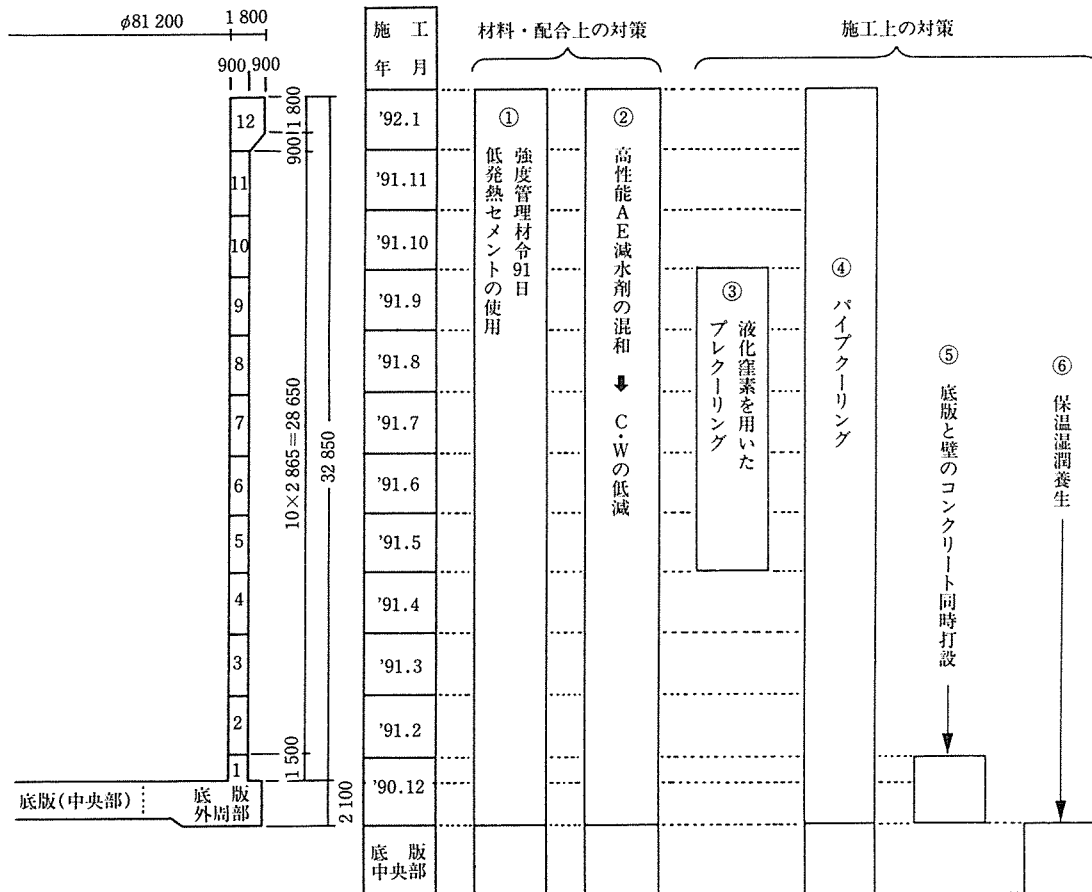 φ81 200
1 800
900 900
12
11
10
9
8
7
6
5
4
3
2
1
1 800
900
10×2 865＝28 650
32 850
1 500
2 100
底版(中央部)
底 版
外周部
施 工
年 月
'92.1
'91.11
'91.10
'91.9
'91.8
'91.7
'91.6
'91.5
'91.4
'91.3
'91.2
'90.12
底 版
中央部
材料・配合上の対策
① 強度管理材令91日
低発熱セメントの使用
② 高性能AE減水剤の混和 ➡ C・Wの低減
施工上の対策
③ 液化窒素を用いた
プレクーリング
④ パイプクーリング
⑤ 底版と壁のコンクリート同時打設
⑥ 保温湿潤養生